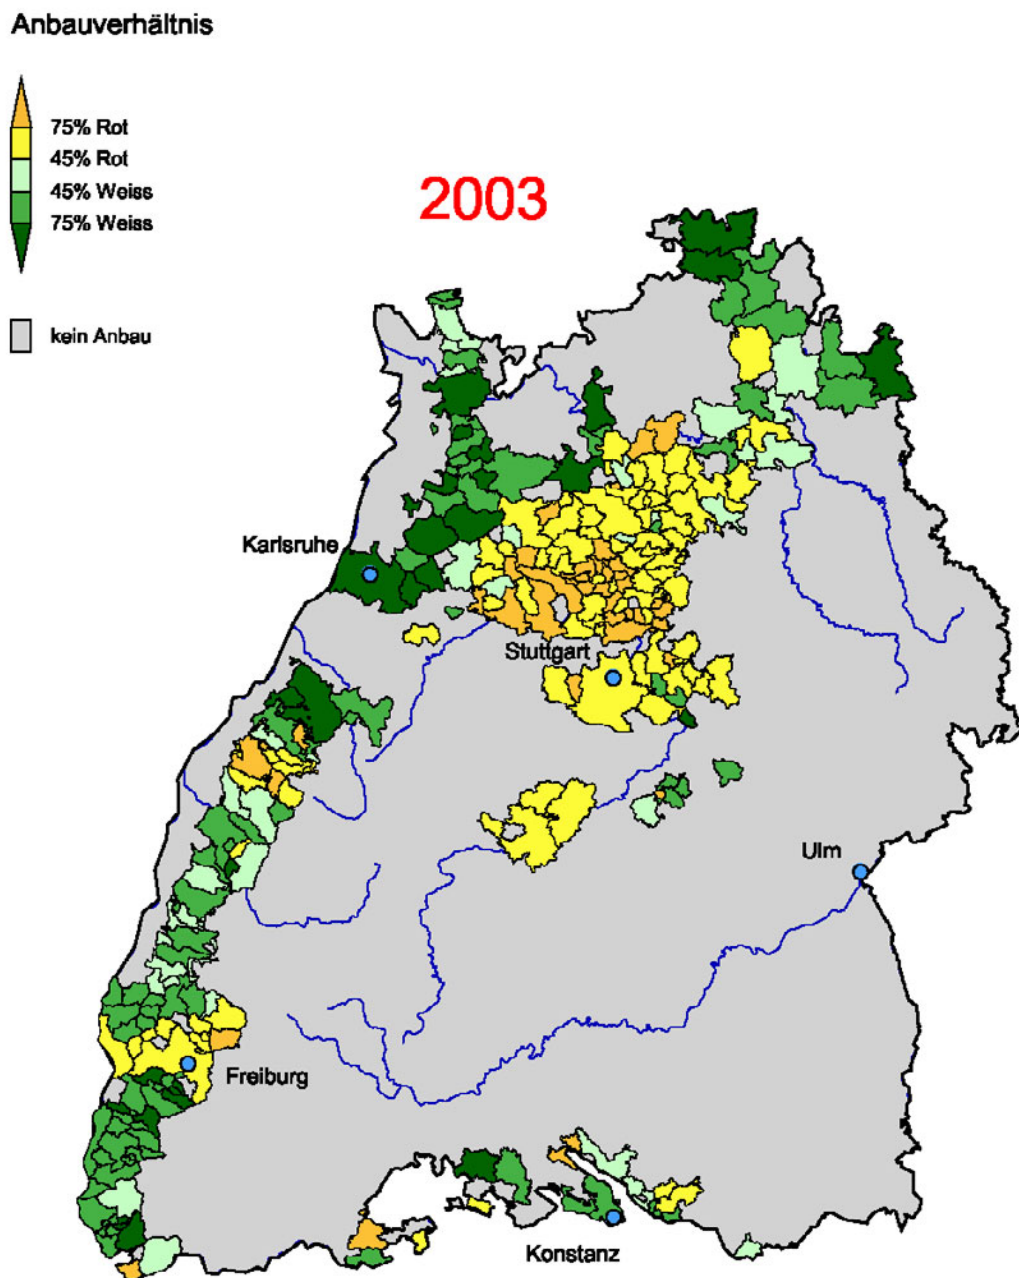 Anbauverhältnis
75% Rot
45% Rot
45% Weiss
75% Weiss
kein Anbau
2003
Karlsruhe
Stuttgart
Ulm
Freiburg
Konstanz